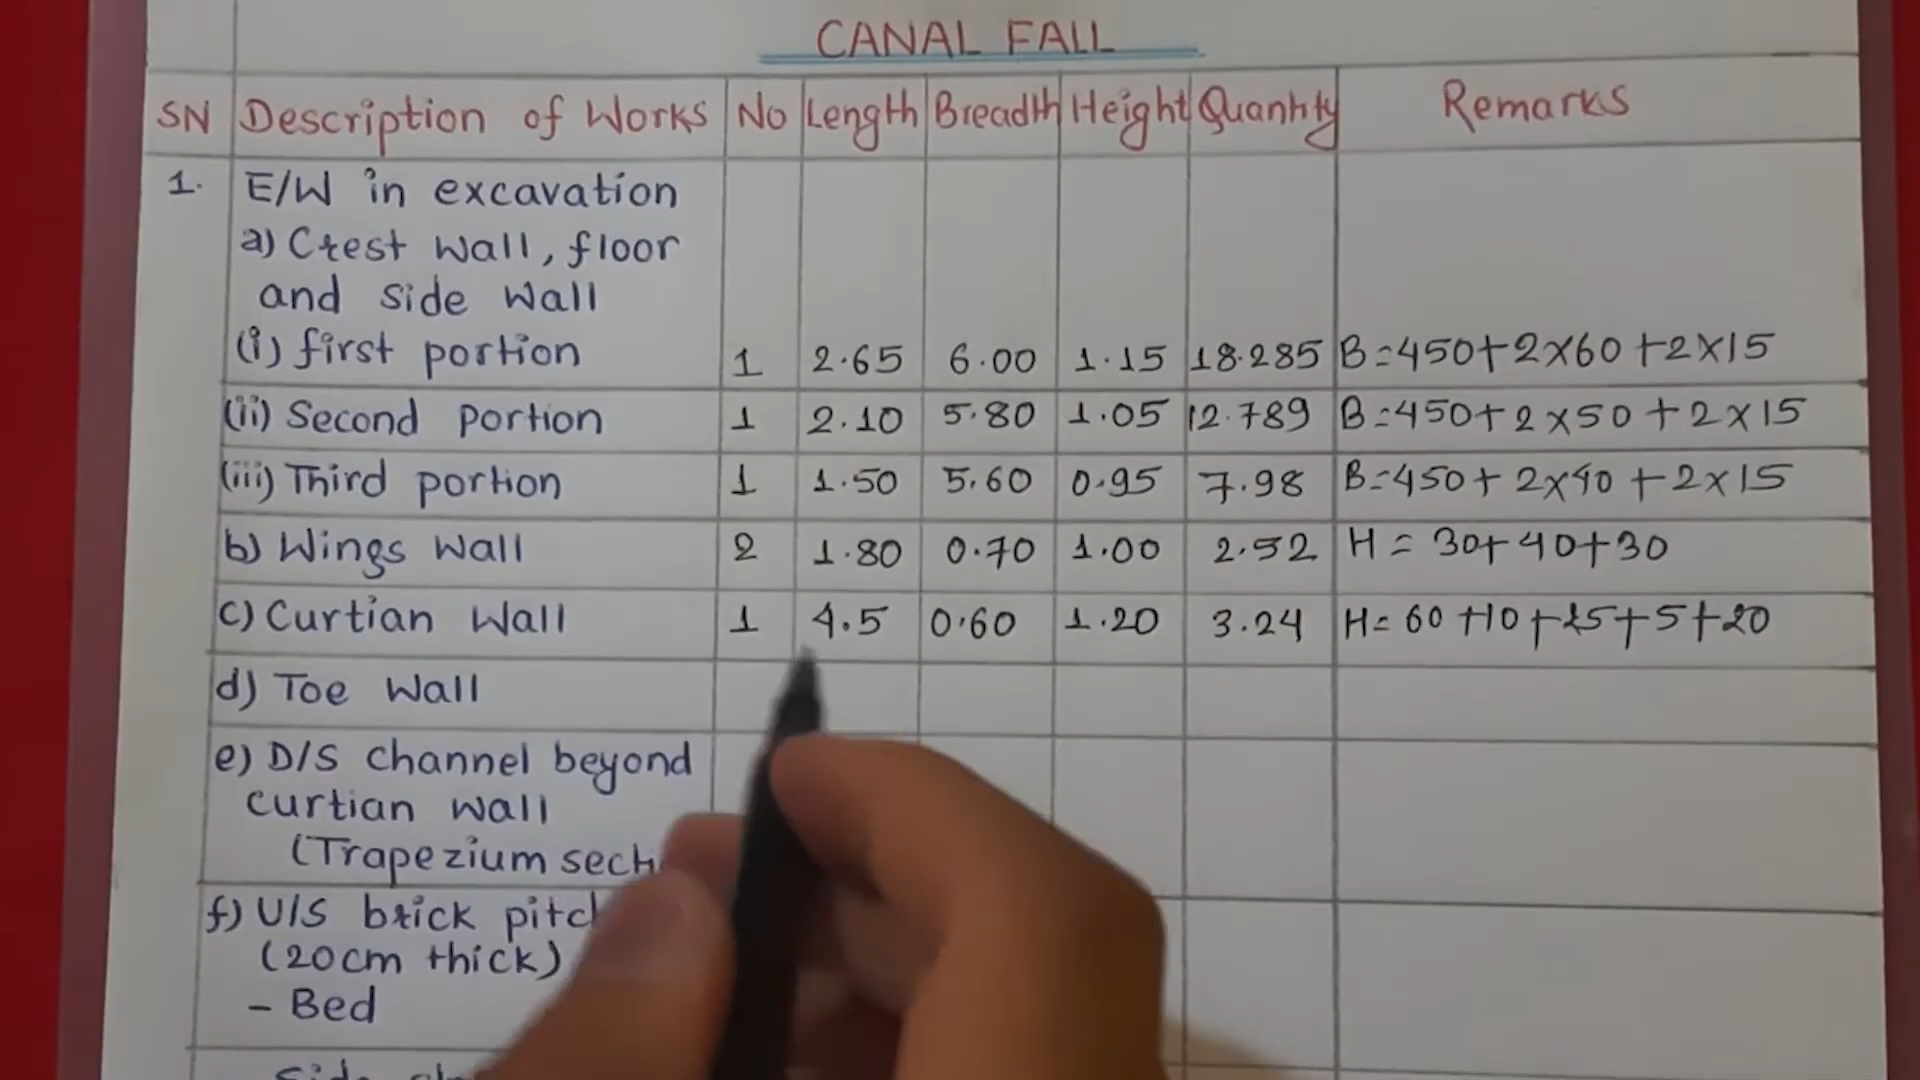 CANAL FALL
SN Description of Works No Length Breadth Height Quantity Remarks
1. E/W in excavation
a) Crest wall, floor
and side wall
(i) first portion 1 2.65 6.00 1.15 18.285 B=450+2x60+2x15
(ii) Second portion 1 2.10 5.80 1.05 12.789 B=450+2x50+2x15
(iii) Third portion 1 1.50 5.60 0.95 7.98 B=450+2x40+2x15
b) Wings wall 2 1.80 0.70 1.00 2.52 H = 30+40+30
c) Curtian wall 1 4.5 0.60 1.20 3.24 H= 60+10+25+5+20
d) Toe wall
e) D/S channel beyond
curtian wall
(Trapezium secti
f) U/S brick pitch
(20cm thick)
- Bed